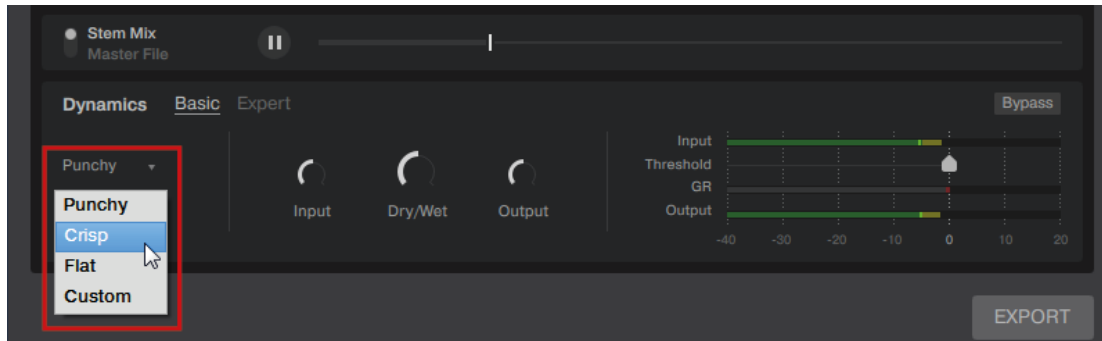 Stem Mix
Master File
Dynamics Basic Expert Bypass
Punchy
Punchy
Crisp
Flat
Custom
Input Dry/Wet Output
Input
Threshold
GR
Output
-40 -30 -20 -10 0 10 20
EXPORT